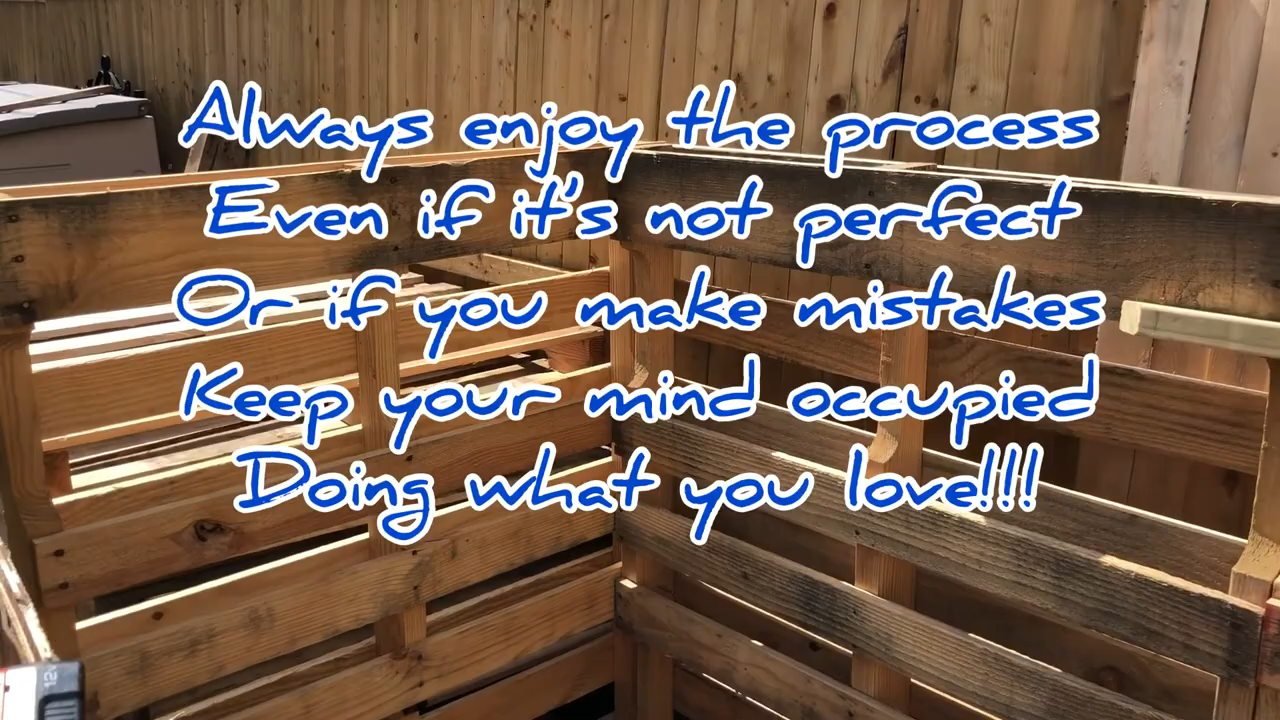 Always enjoy the process
Even if it's not perfect
Or if you make mistakes
Keep your mind occupied
Doing what you love!!!
12V